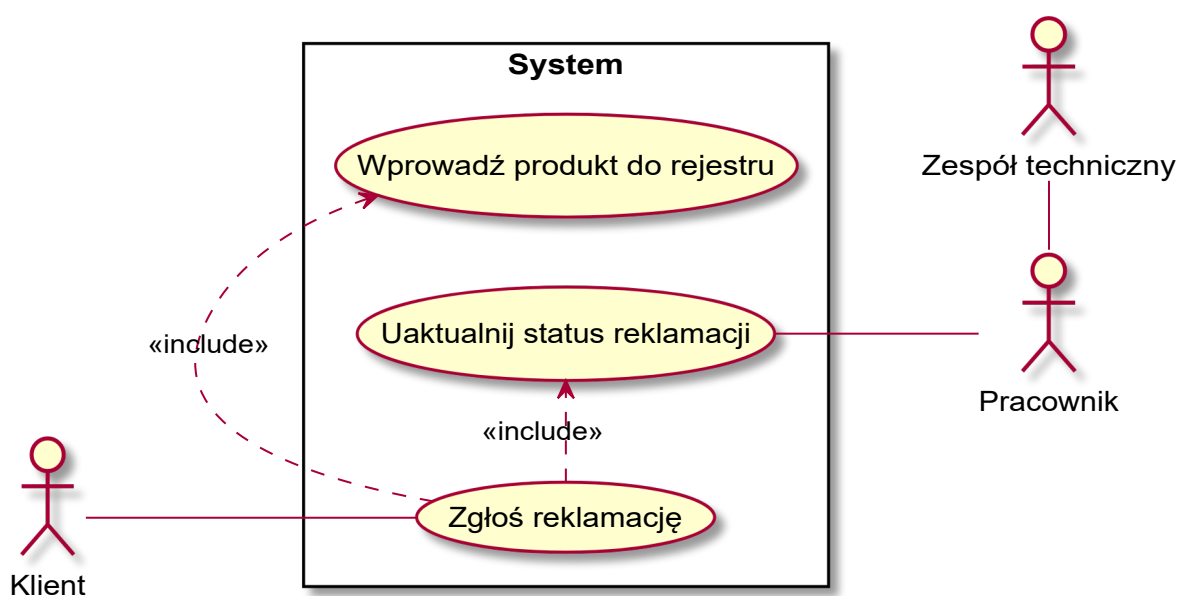 System
Wprowadź produkt do rejestru
Zespół techniczny
Uaktualnij status reklamacji
«include»
Pracownik
«include»
Zgłoś reklamację
Klient